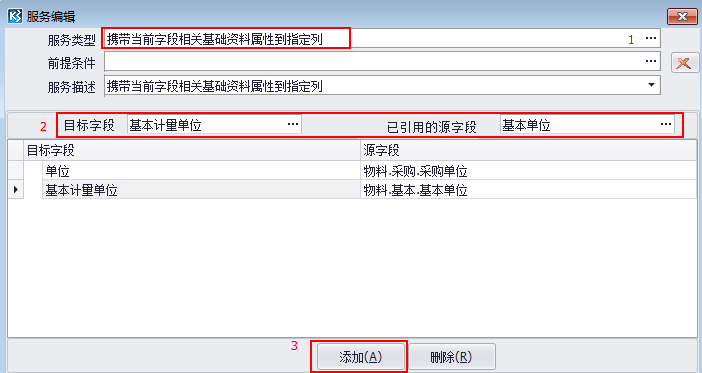 服务编辑
服务类型 携带当前字段相关基础资料属性到指定列 1 ...
前提条件 ...
服务描述 携带当前字段相关基础资料属性到指定列
2 目标字段 基本计量单位 ... 已引用的源字段 基本单位 ...
目标字段 源字段
单位 物料.采购.采购单位
基本计量单位 物料.基本.基本单位
3 添加(A) 删除(R)